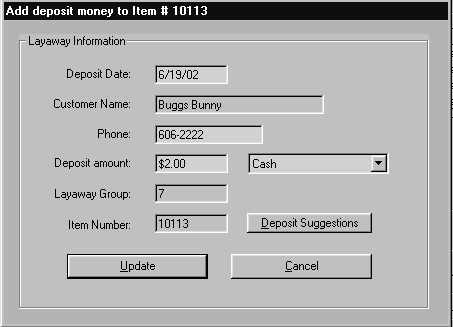 Add deposit money to Item # 10113
Layaway Information
Deposit Date: 6/19/02
Customer Name: Buggs Bunny
Phone: 606-2222
Deposit amount: $2.00 Cash
Layaway Group: 7
Item Number: 10113 Deposit Suggestions
Update Cancel